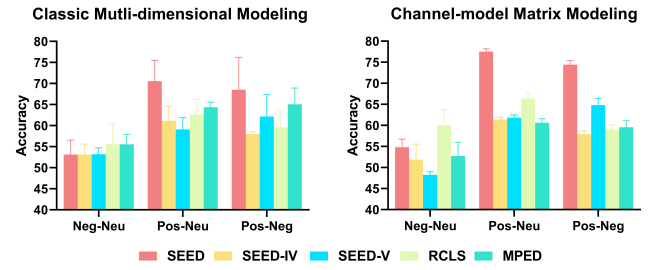 Classic Mutli-dimensional Modeling
Accuracy
80
75
70
65
60
55
50
45
40
Neg-Neu
Pos-Neu
Pos-Neg
Channel-model Matrix Modeling
Accuracy
80
75
70
65
60
55
50
45
40
Neg-Neu
Pos-Neu
Pos-Neg
SEED
SEED-IV
SEED-V
RCLS
MPED